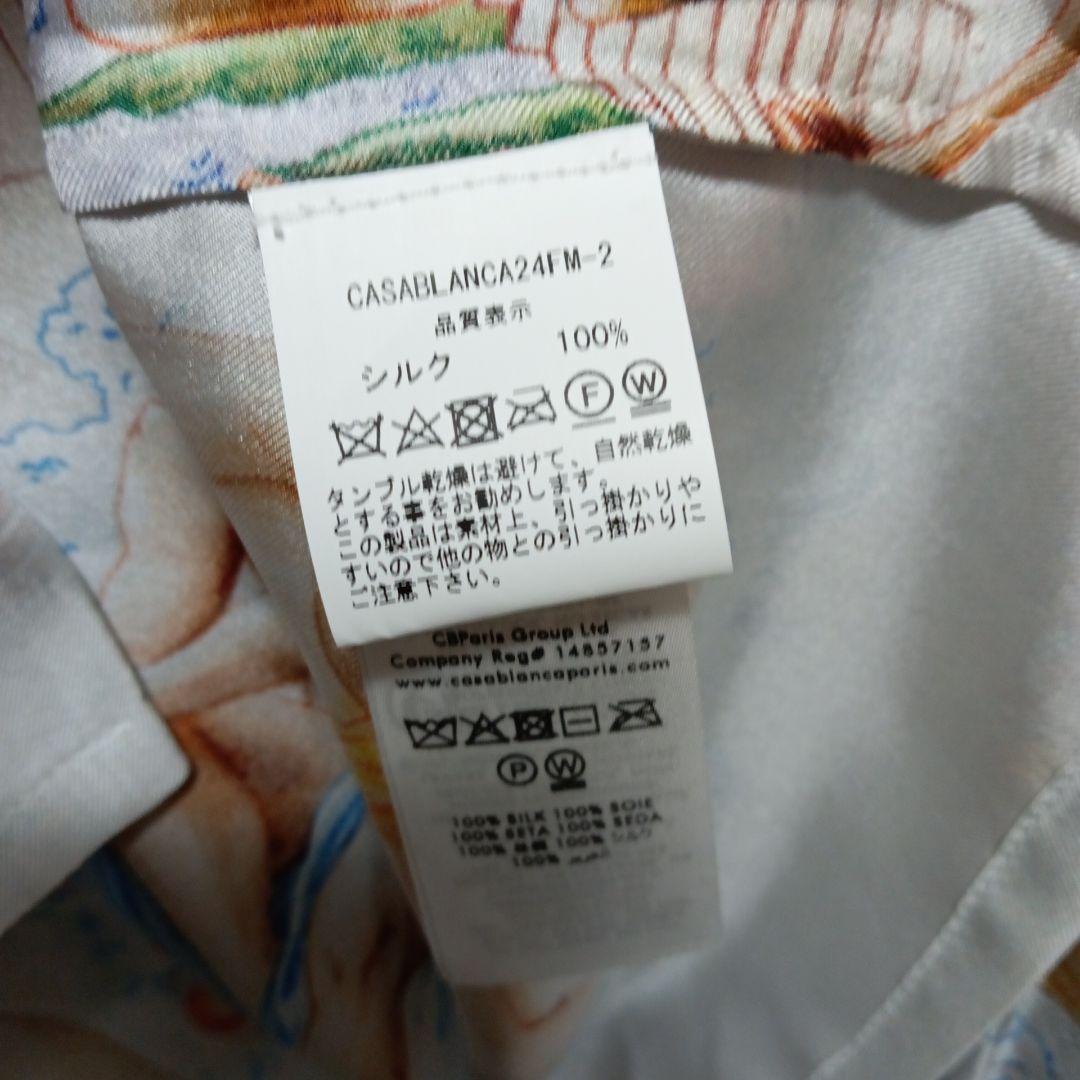 CASABLANCA24FM-2
品質表示
シルク 100%
F W
タンブル乾燥は避けて、自然乾燥
とする事をお勧めします。
この製品は素材上、引っ掛かりや
すいので他の物との引っ掛かりに
ご注意下さい。
CBParis Group Ltd
Company Reg# 14857157
www.casablancaparis.com
P W
100% SILK 100% SOIE
100% SETA 100% SEDA
100% 100% シルク
100%